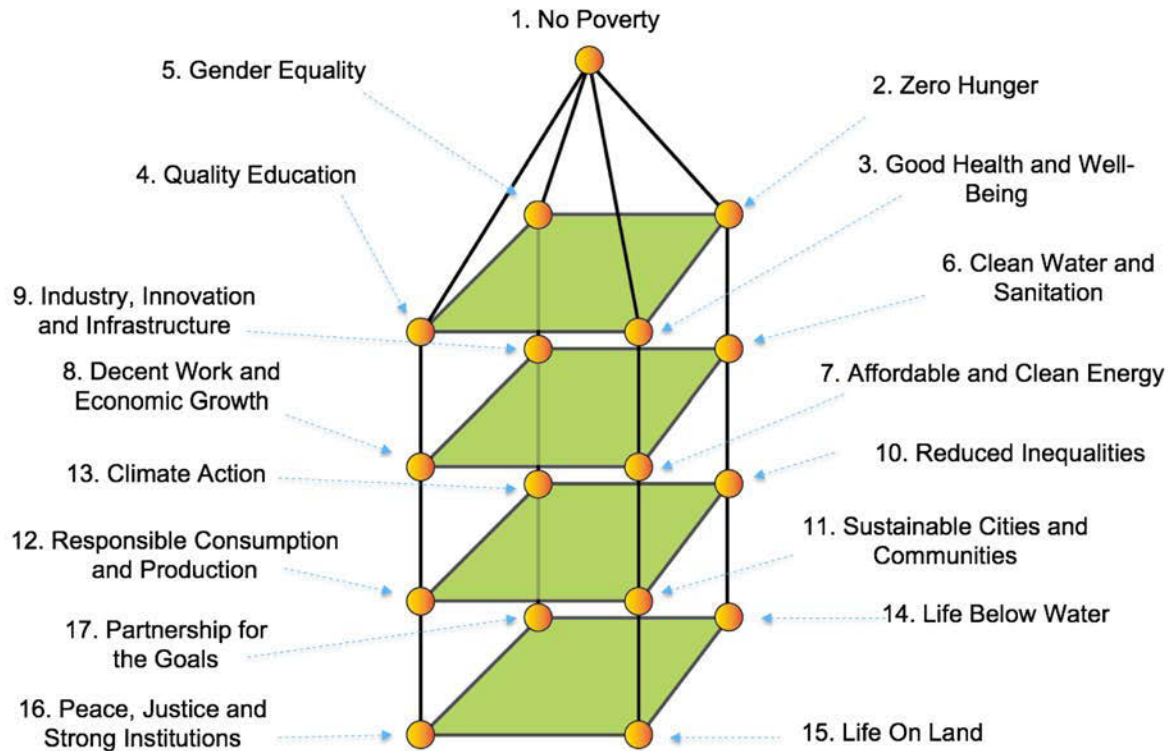 1. No Poverty
5. Gender Equality
2. Zero Hunger
4. Quality Education
3. Good Health and Well-
Being
9. Industry, Innovation
and Infrastructure
6. Clean Water and
Sanitation
8. Decent Work and
Economic Growth
7. Affordable and Clean Energy
13. Climate Action
10. Reduced Inequalities
12. Responsible Consumption
and Production
11. Sustainable Cities and
Communities
17. Partnership for
the Goals
14. Life Below Water
16. Peace, Justice and
Strong Institutions
15. Life On Land